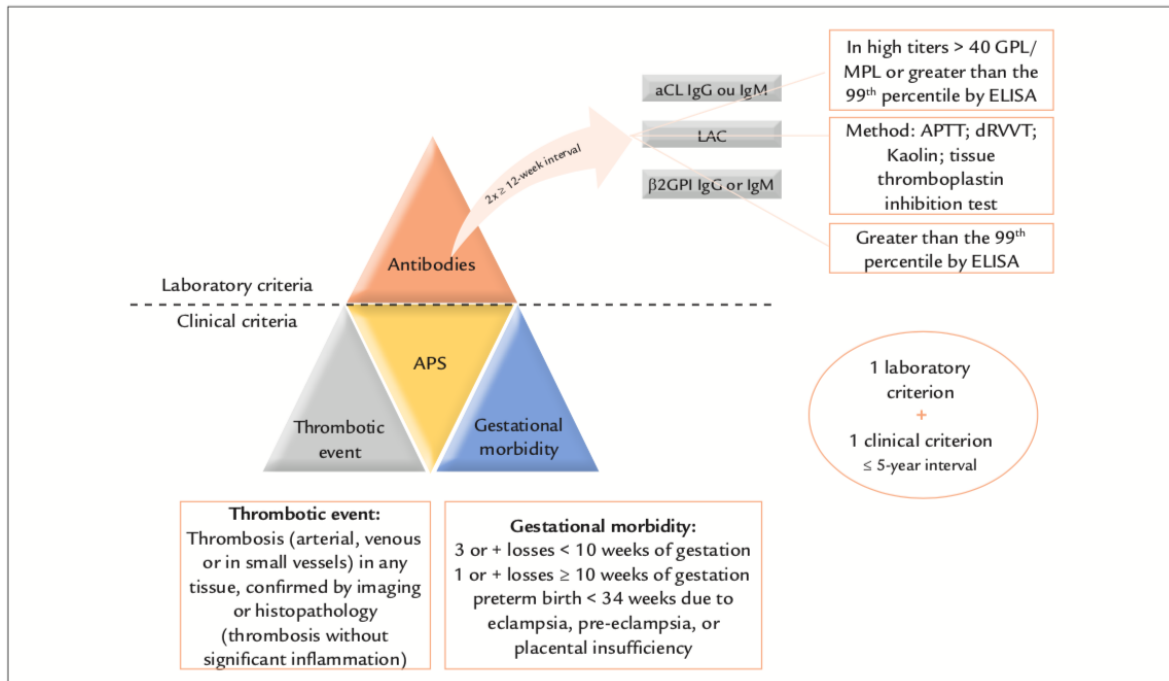 In high titers > 40 GPL/
MPL or greater than the
99th percentile by ELISA
aCL IgG ou IgM
LAC
β2GPI IgG or IgM
Method: APTT; dRVVT;
Kaolin; tissue
thromboplastin
inhibition test
Greater than the 99th
percentile by ELISA
2x ≥ 12-week interval
Antibodies
Laboratory criteria
Clinical criteria
APS
Thrombotic
event
Gestational
morbidity
1 laboratory
criterion
+
1 clinical criterion
≤ 5-year interval
Thrombotic event:
Thrombosis (arterial, venous
or in small vessels) in any
tissue, confirmed by imaging
or histopathology
(thrombosis without
significant inflammation)
Gestational morbidity:
3 or + losses < 10 weeks of gestation
1 or + losses ≥ 10 weeks of gestation
preterm birth < 34 weeks due to
eclampsia, pre-eclampsia, or
placental insufficiency